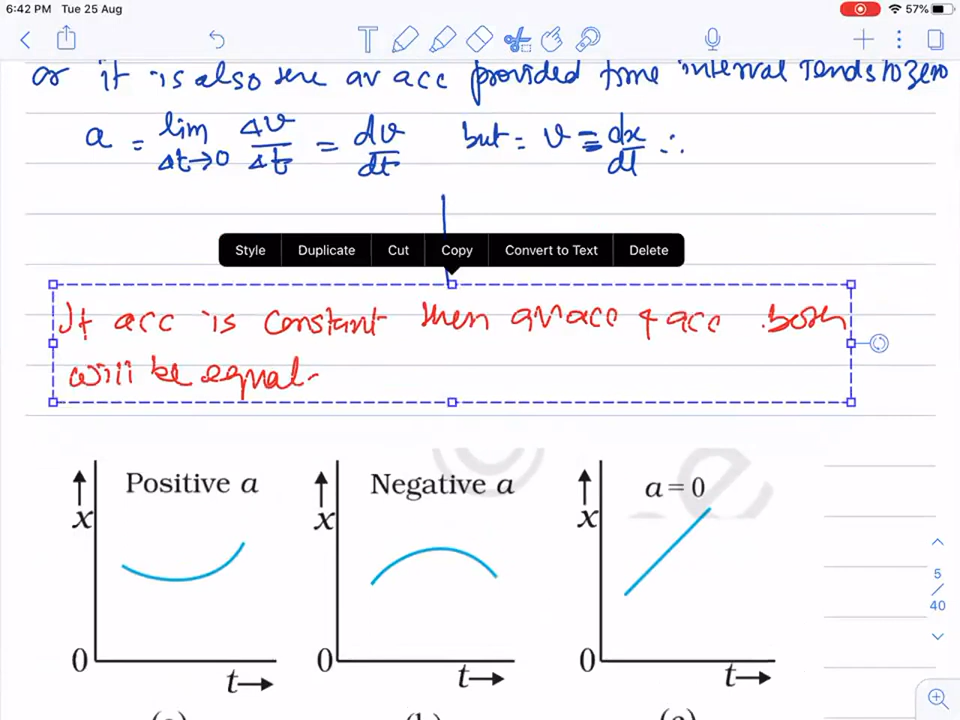 6:42 PM Tue 25 Aug
57%
T
or it is also the av acc provided time interval tends to zero
a = lim Δt→0 Δv/Δt = dv/dt but = v = dx/dt ∴
Style Duplicate Cut Copy Convert to Text Delete
If acc is constant then av acc & acc both
will be equal-
Positive a
x
0
t
Negative a
x
0
t
a = 0
x
0
t
5
/
40